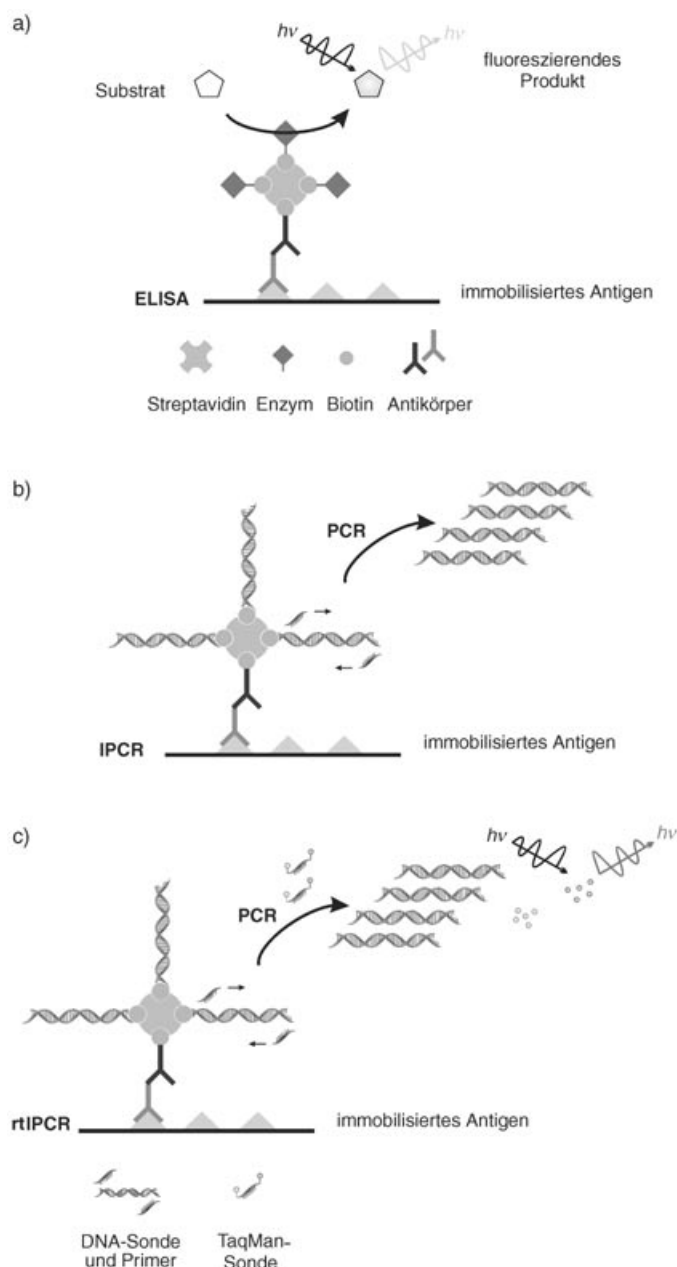 a)
hν
hν
fluoreszierendes
Produkt
Substrat
ELISA
immobilisiertes Antigen
Streptavidin
Enzym
Biotin
Antikörper
b)
PCR
IPCR
immobilisiertes Antigen
c)
hν
hν
PCR
rtIPCR
immobilisiertes Antigen
DNA-Sonde
und Primer
TaqMan-
Sonde